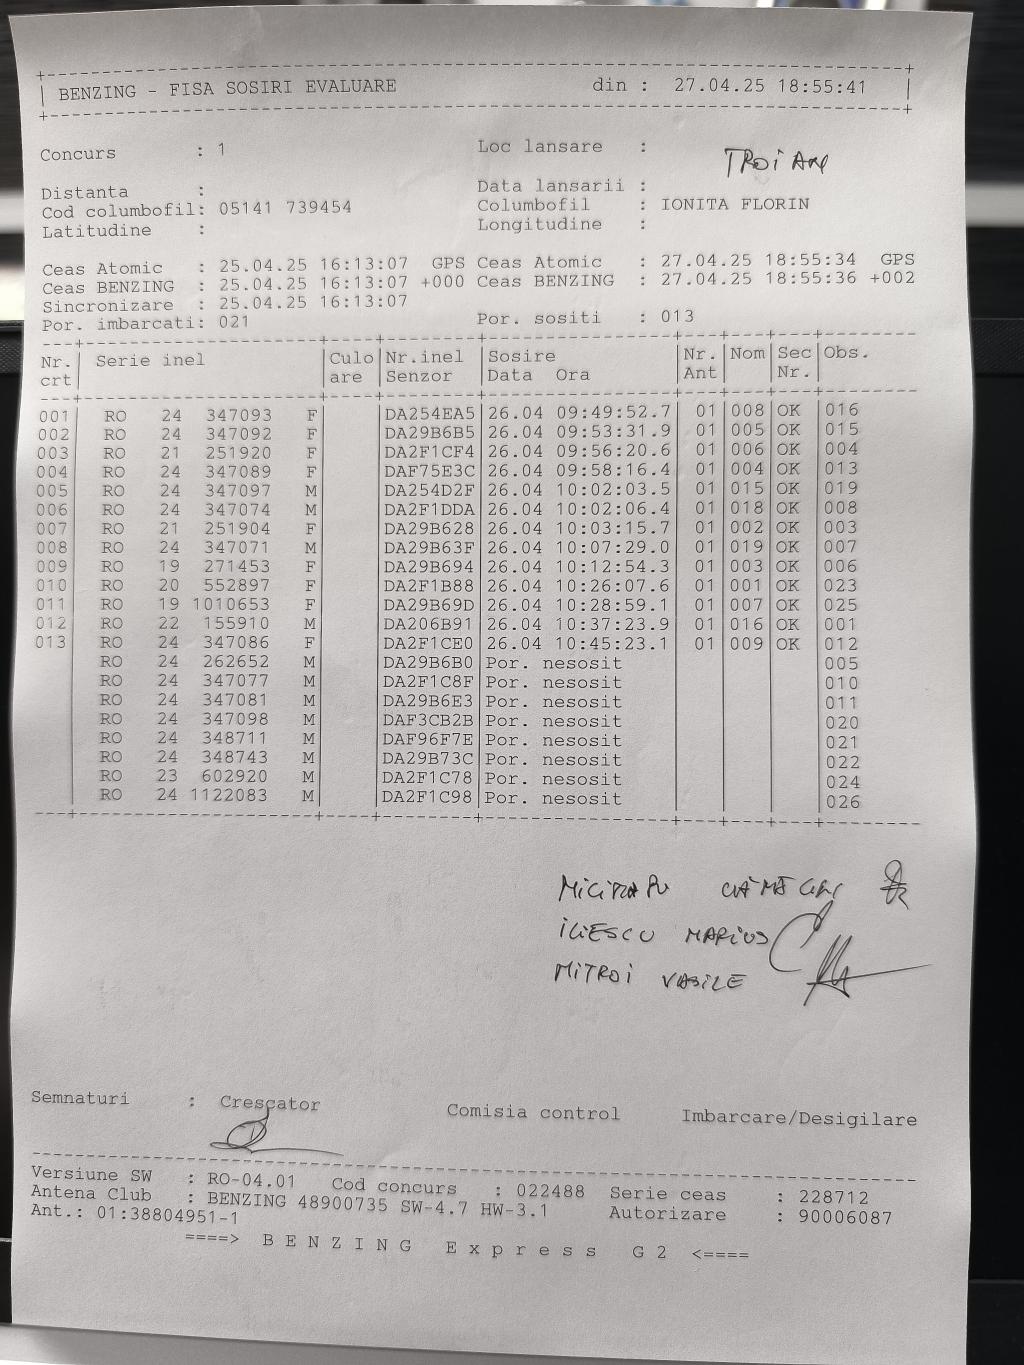 BENZING - FISA SOSIRI EVALUARE din : 27.04.25 18:55:41
Concurs : 1 Loc lansare : TROIAN
Distanta : Data lansarii :
Cod columbofil: 05141 739454 Columbofil : IONITA FLORIN
Latitudine : Longitudine :
Ceas Atomic : 25.04.25 16:13:07 GPS Ceas Atomic : 27.04.25 18:55:34 GPS
Ceas BENZING : 25.04.25 16:13:07 +000 Ceas BENZING : 27.04.25 18:55:36 +002
Sincronizare : 25.04.25 16:13:07
Por. imbarcati: 021 Por. sositi : 013
Nr. Serie inel Culo Nr.inel Sosire Nr. Nom Sec Obs.
crt are Senzor Data Ora Ant Nr.
001 RO 24 347093 F DA254EA5 26.04 09:49:52.7 01 008 OK 016
002 RO 24 347092 F DA29B6B5 26.04 09:53:31.9 01 005 OK 015
003 RO 21 251920 F DA2F1CF4 26.04 09:56:20.6 01 006 OK 004
004 RO 24 347089 F DAF75E3C 26.04 09:58:16.4 01 004 OK 013
005 RO 24 347097 M DA254D2F 26.04 10:02:03.5 01 015 OK 019
006 RO 24 347074 M DA2F1DDA 26.04 10:02:06.4 01 018 OK 008
007 RO 21 251904 F DA29B628 26.04 10:03:15.7 01 002 OK 003
008 RO 24 347071 M DA29B63F 26.04 10:07:29.0 01 019 OK 007
009 RO 19 271453 F DA29B694 26.04 10:12:54.3 01 003 OK 006
010 RO 20 552897 F DA2F1B88 26.04 10:26:07.6 01 001 OK 023
011 RO 19 1010653 F DA29B69D 26.04 10:28:59.1 01 007 OK 025
012 RO 22 155910 M DA206B91 26.04 10:37:23.9 01 016 OK 001
013 RO 24 347086 F DA2F1CE0 26.04 10:45:23.1 01 009 OK 012
RO 24 262652 M DA29B6B0 Por. nesosit 005
RO 24 347077 M DA2F1C8F Por. nesosit 010
RO 24 347081 M DA29B6E3 Por. nesosit 011
RO 24 347098 M DAF3CB2B Por. nesosit 020
RO 24 348711 M DAF96F7E Por. nesosit 021
RO 24 348743 M DA29B73C Por. nesosit 022
RO 23 602920 M DA2F1C78 Por. nesosit 024
RO 24 1122083 M DA2F1C98 Por. nesosit 026
ILIESCU MARIUS
MITROI VASILE
Semnaturi : Crescator Comisia control Imbarcare/Desigilare
Versiune SW : RO-04.01 Cod concurs : 022488 Serie ceas : 228712
Antena Club : BENZING 48900735 SW-4.7 HW-3.1 Autorizare : 90006087
Ant.: 01:38804951-1
====> BENZING Express G2 <====